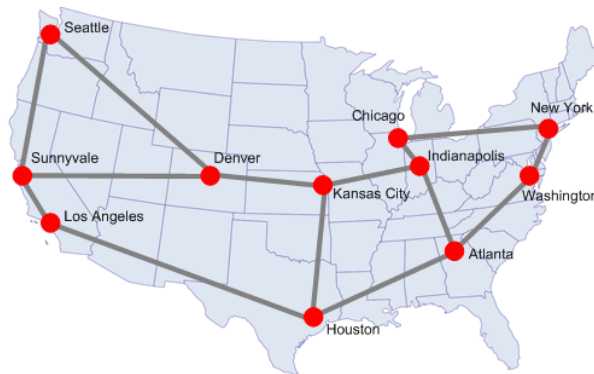 Seattle
New York
Chicago
Sunnyvale
Denver
Indianapolis
Kansas City
Washington
Los Angeles
Atlanta
Houston